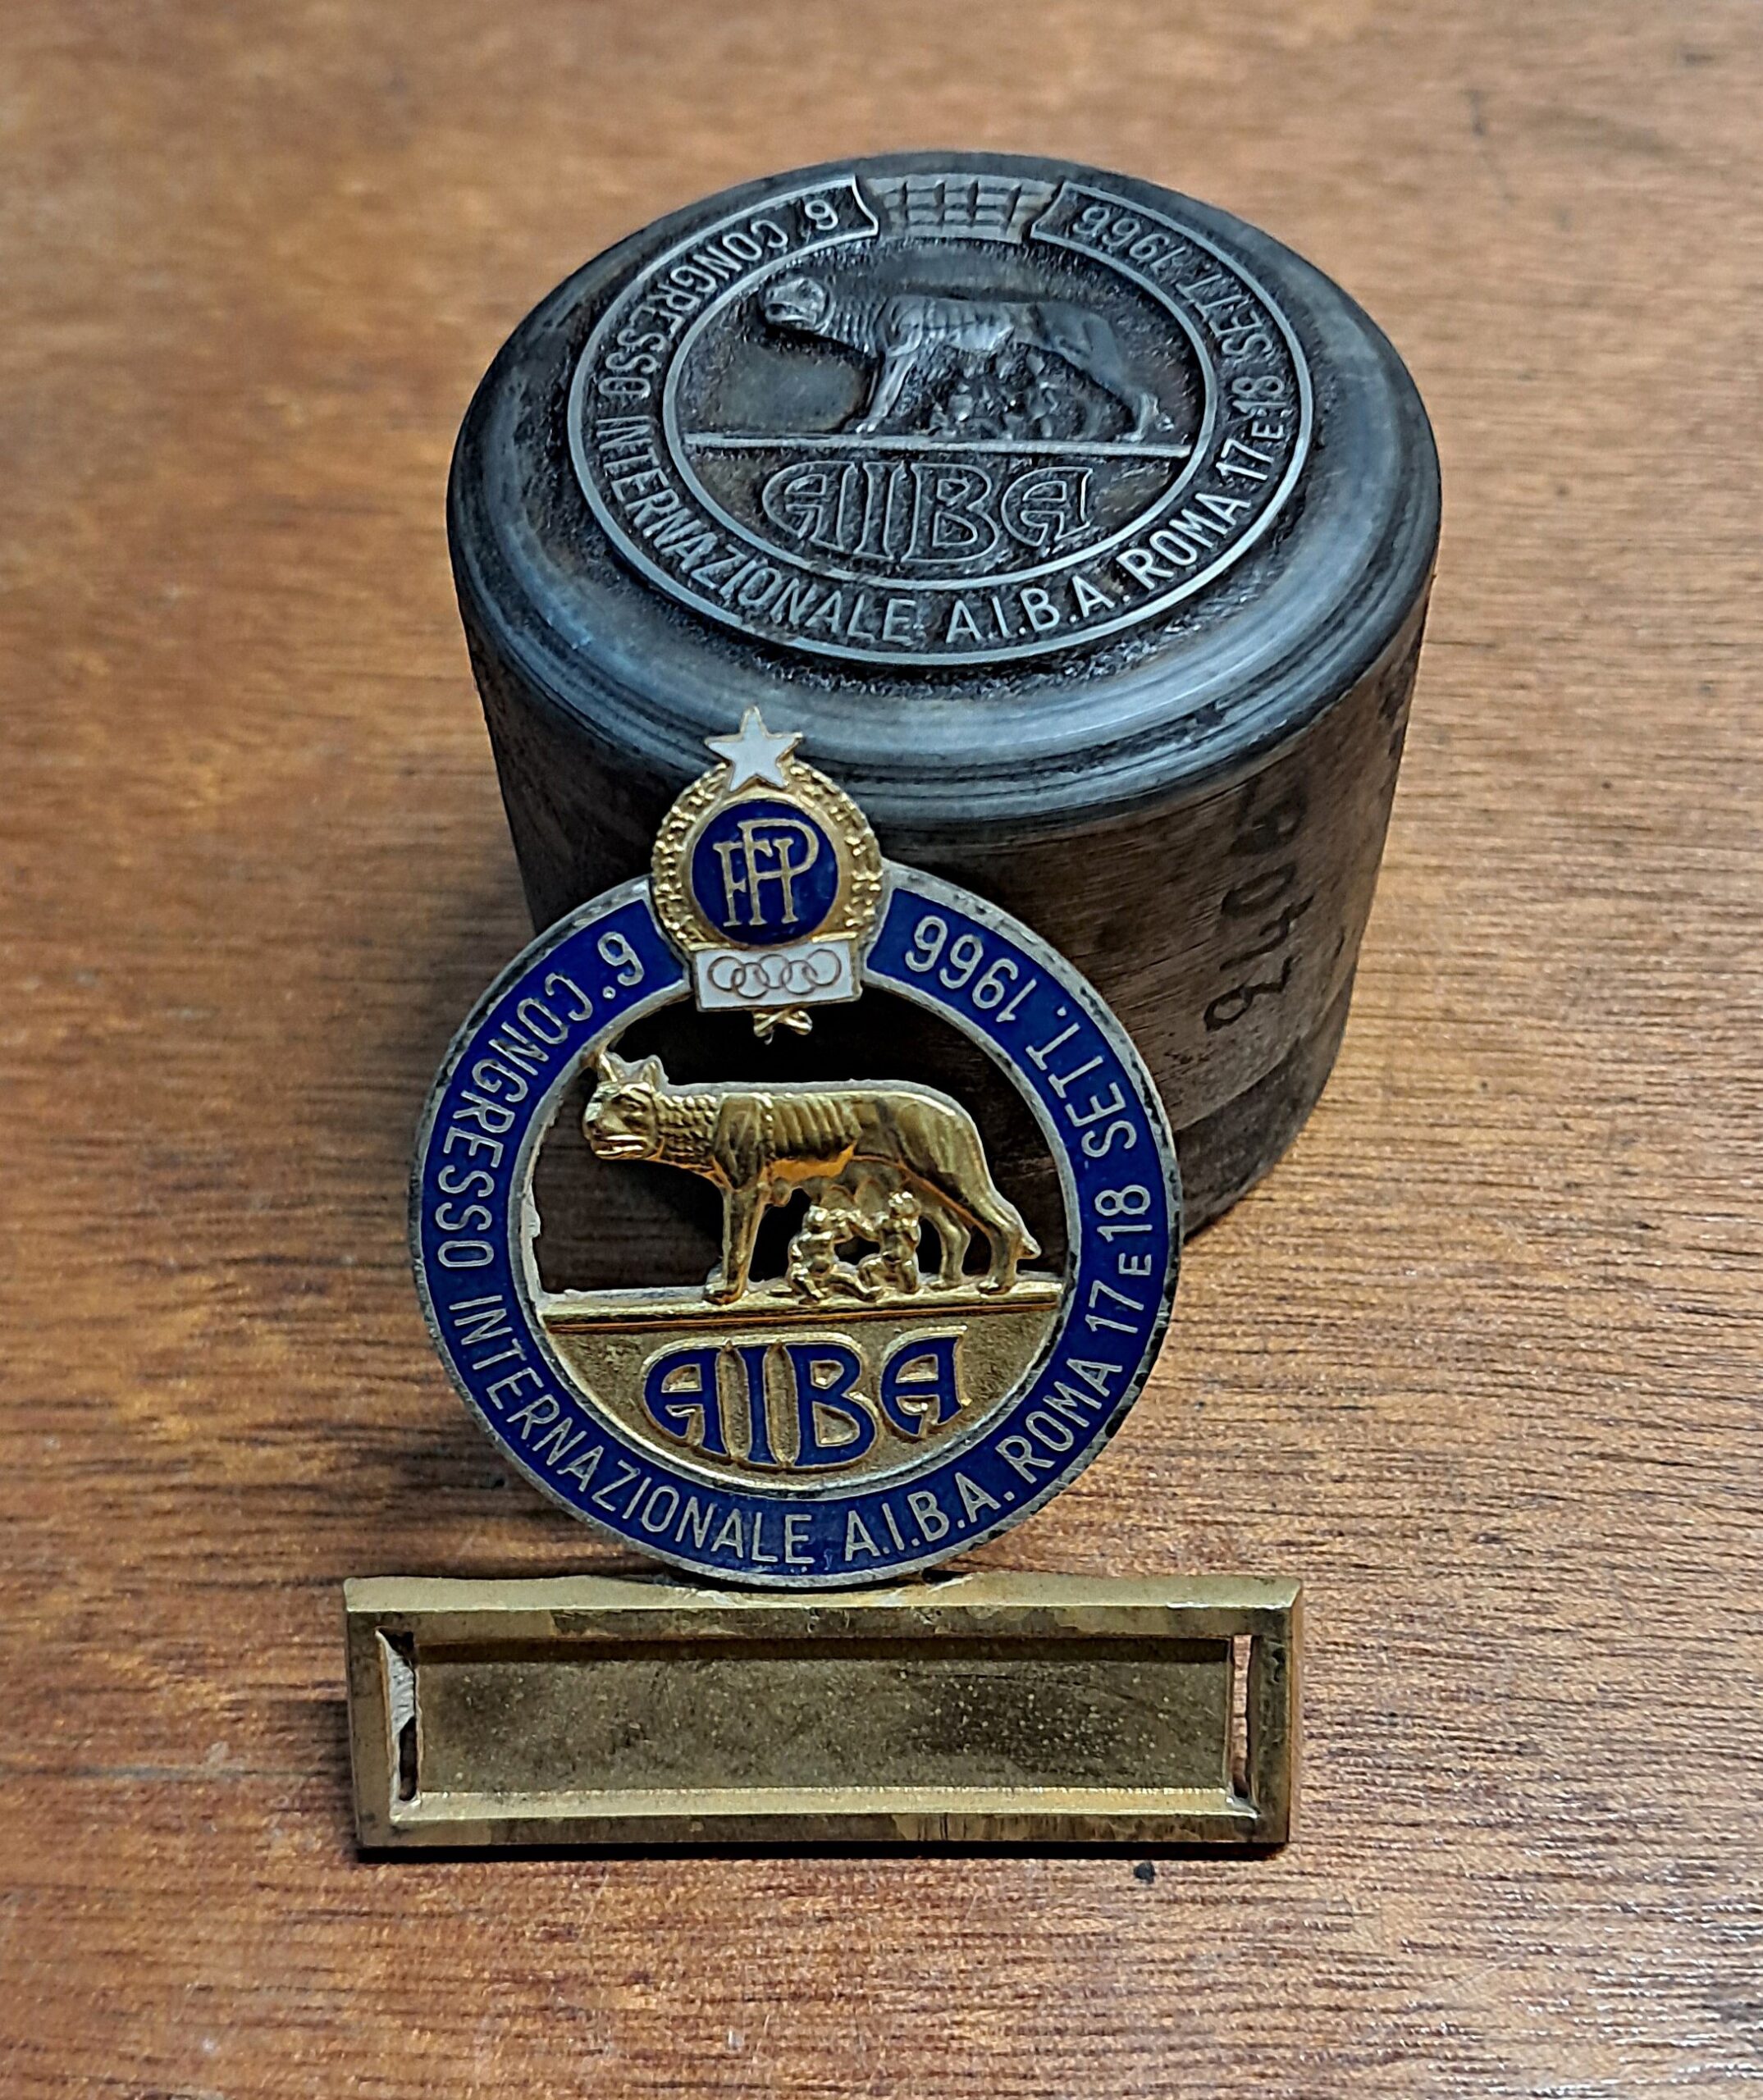 6. CONGRESSO INTERNAZIONALE A.I.B.A. ROMA 17 E 18 SETT. 1966
AIBA
FPI
6. CONGRESSO INTERNAZIONALE A.I.B.A. ROMA 17 E 18 SETT. 1966
AIBA